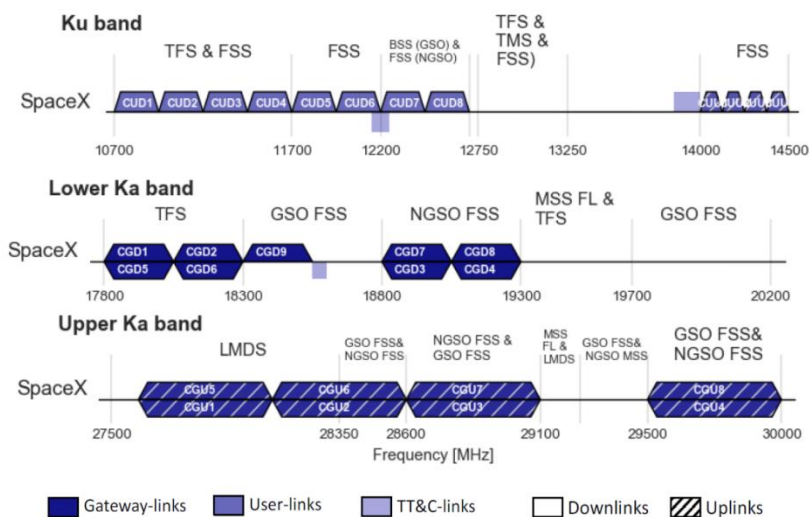 Ku band
TFS & FSS
FSS
BSS (GSO) &
FSS (NGSO)
TFS &
TMS &
FSS)
FSS
SpaceX
CUD1 CUD2 CUD3 CUD4 CUD5 CUD6 CUD7 CUD8
10700 11700 12200 12750 13250 14000 14500
Lower Ka band
TFS
GSO FSS
NGSO FSS
MSS FL &
TFS
GSO FSS
SpaceX
CGD1 CGD2 CGD9 CGD7 CGD8
CGD5 CGD6 CGD3 CGD4
17800 18300 18800 19300 19700 20200
Upper Ka band
LMDS
GSO FSS&
NGSO FSS
NGSO FSS &
GSO FSS
MSS
FL &
LMDS
GSO FSS&
NGSO MSS
GSO FSS&
NGSO FSS
SpaceX
CGU5 CGU6 CGU7 CGU8
CGU1 CGU2 CGU3 CGU4
27500 28350 28600 29100 29500 30000
Frequency [MHz]
Gateway-links User-links TT&C-links Downlinks Uplinks